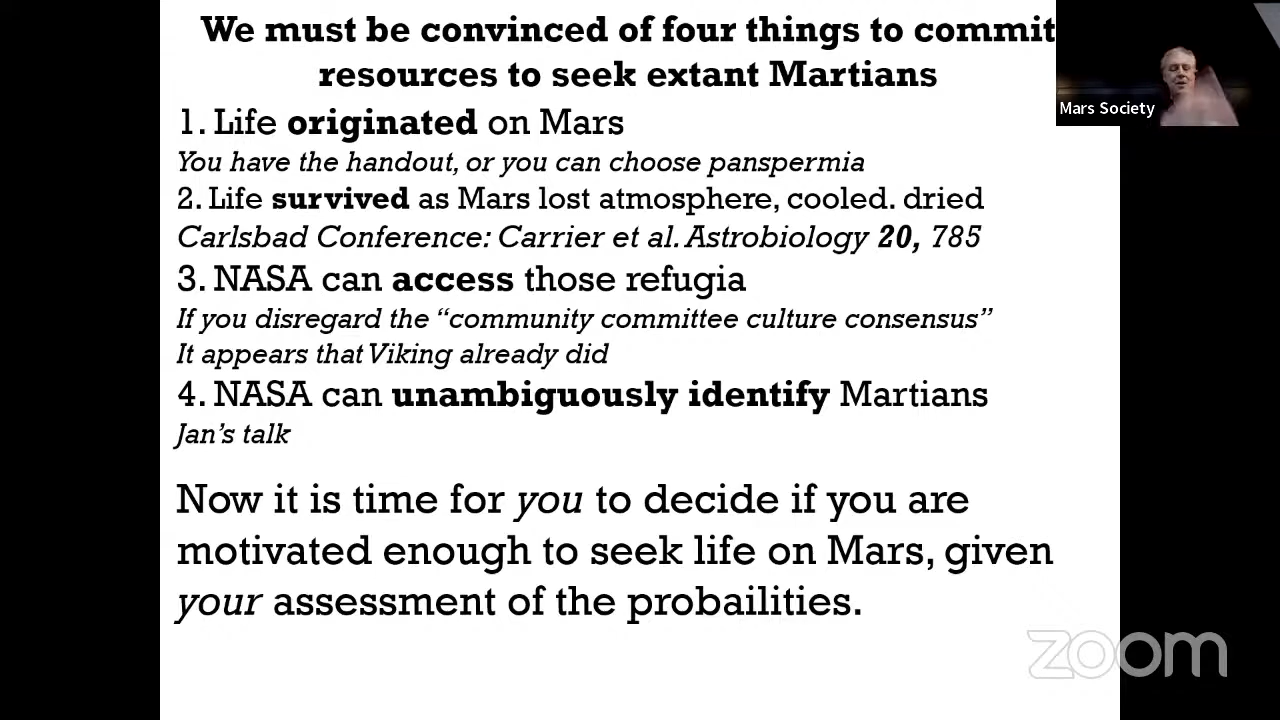 We must be convinced of four things to commit
resources to seek extant Martians
Mars Society
1. Life originated on Mars
You have the handout, or you can choose panspermia
2. Life survived as Mars lost atmosphere, cooled. dried
Carlsbad Conference: Carrier et al. Astrobiology 20, 785
3. NASA can access those refugia
If you disregard the “community committee culture consensus”
It appears that Viking already did
4. NASA can unambiguously identify Martians
Jan’s talk
Now it is time for you to decide if you are
motivated enough to seek life on Mars, given
your assessment of the probailities.
zoom